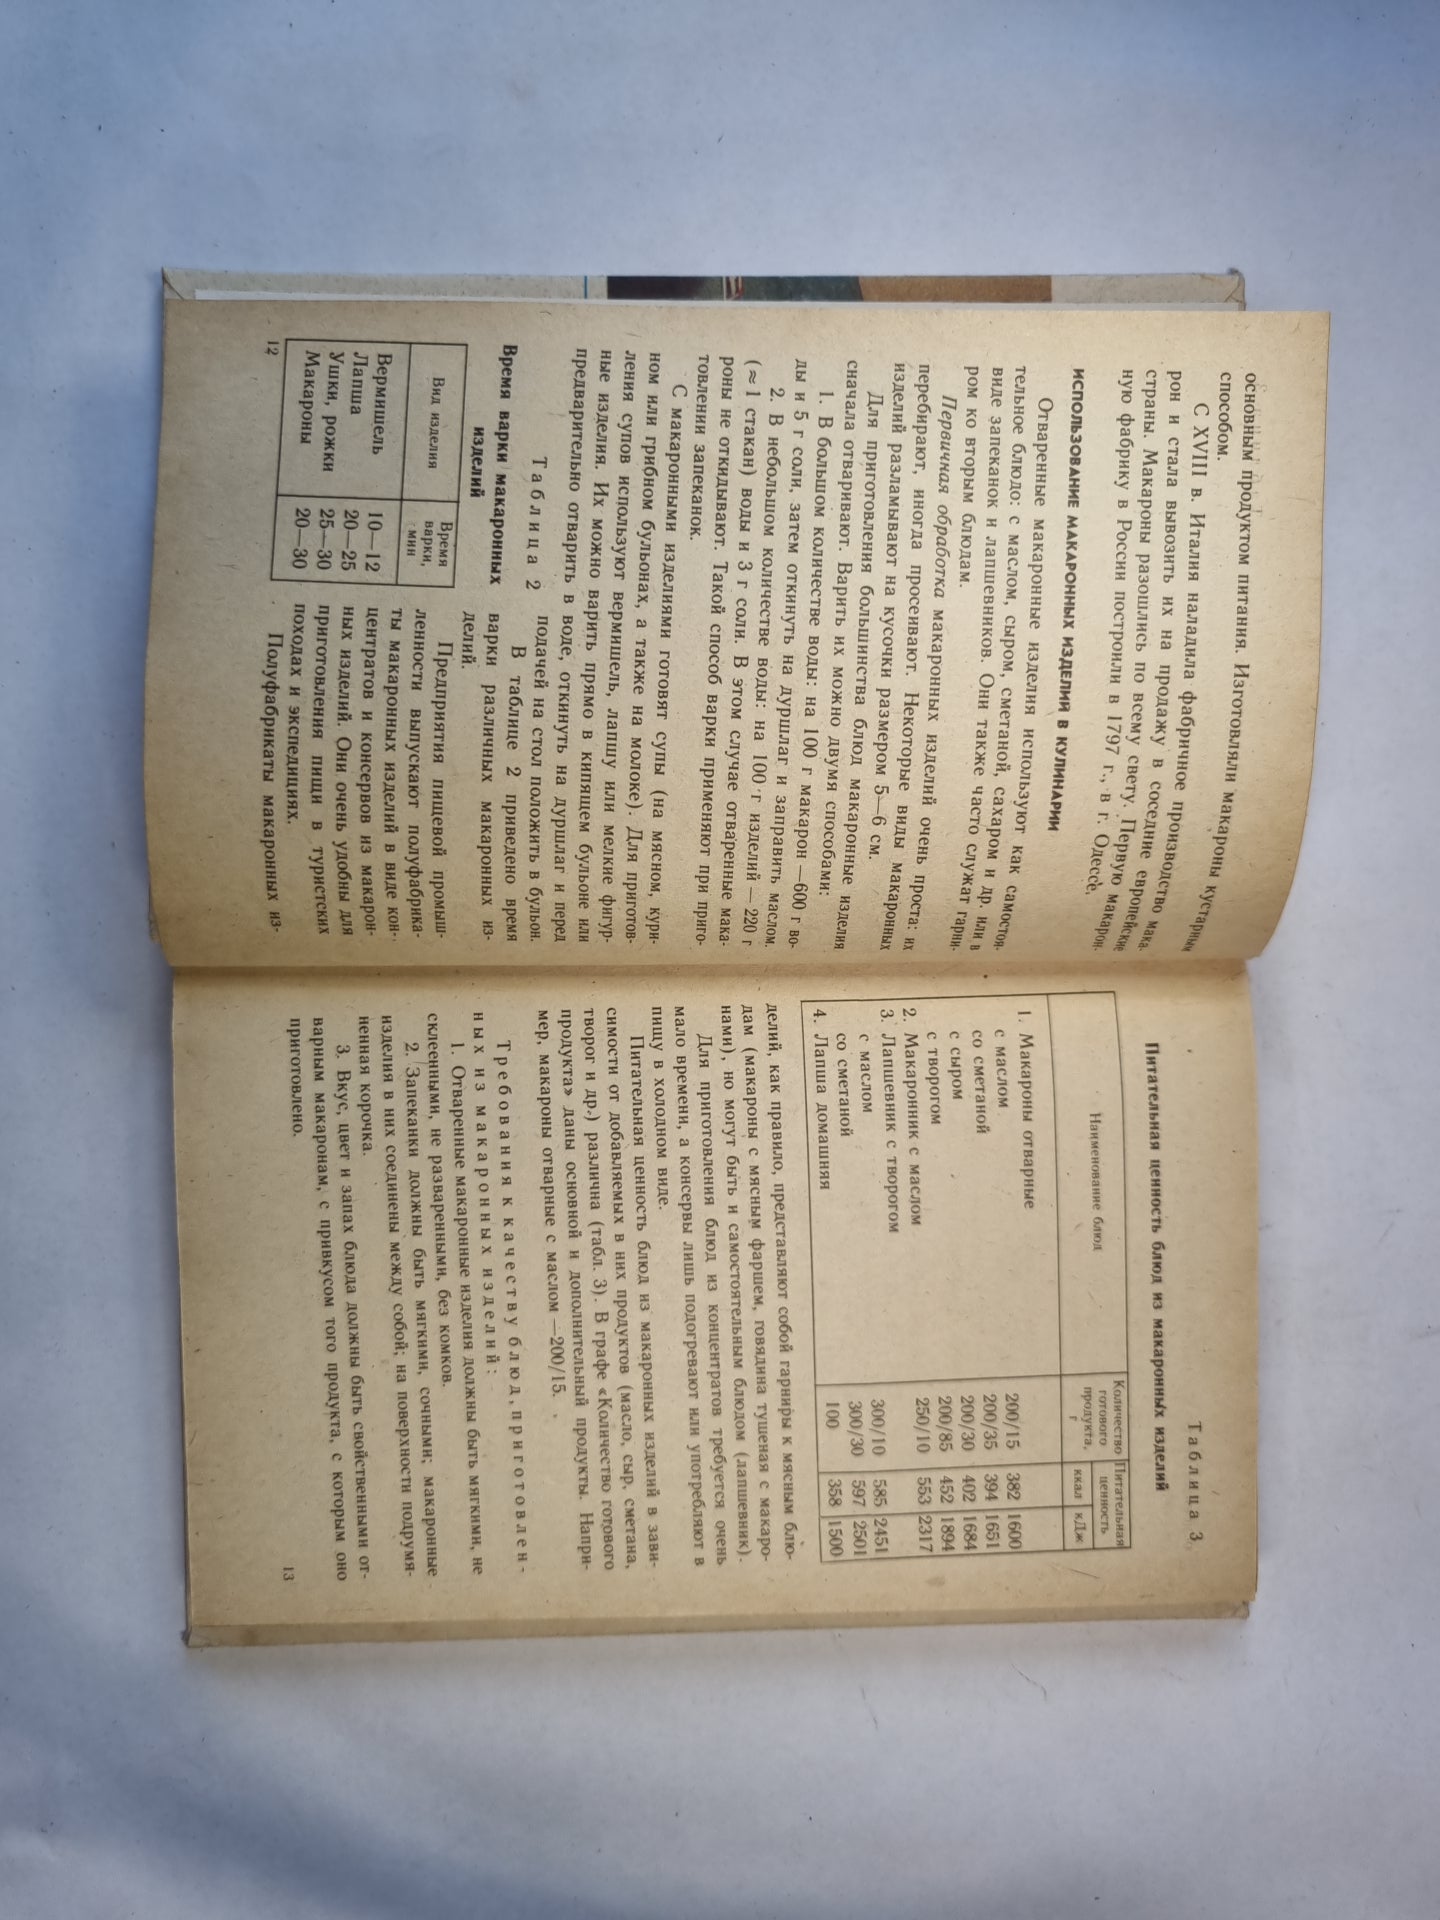 основным продуктом питания. Изготовляли макароны кустарным
способом.
С XVIII в. Италия наладила фабричное производство мака-
рон и стала вывозить их на продажу в соседние европейские
страны. Макароны разошлись по всему свету. Первую макарон-
ную фабрику в России построили в 1797 г., в г. Одессе.
ИСПОЛЬЗОВАНИЕ МАКАРОННЫХ ИЗДЕЛИЙ В КУЛИНАРИИ
Отваренные макаронные изделия используют как самостоя-
тельное блюдо: с маслом, сыром, сметаной, сахаром и др. или в
виде запеканок и лапшевников. Они также часто служат гарни-
ром ко вторым блюдам.
Первичная обработка макаронных изделий очень проста: их
перебирают, иногда просеивают. Некоторые виды макаронных
изделий разламывают на кусочки размером 5—6 см.
Для приготовления большинства блюд макаронные изделия
сначала отваривают. Варить их можно двумя способами:
1. В большом количестве воды: на 100 г макарон — 600 г во-
ды и 5 г соли, затем откинуть на дуршлаг и заправить маслом.
2. В небольшом количестве воды: на 100 г изделий — 220 г
(≈ 1 стакан) воды и 3 г соли. В этом случае отваренные мака-
роны не откидывают. Такой способ варки применяют при приго-
товлении запеканок.
С макаронными изделиями готовят супы (на мясном, кури-
ном или грибном бульонах, а также на молоке). Для приготов-
ления супов используют вермишель, лапшу или мелкие фигур-
ные изделия. Их можно варить прямо в кипящем бульоне или
предварительно отварить в воде, откинуть на дуршлаг и перед
подачей на стол положить в бульон.
В таблице 2 приведено время
варки различных макаронных из-
делий.
Предприятия пищевой промыш-
ленности выпускают полуфабрика-
ты макаронных изделий в виде кон-
центратов и консервов из макарон-
ных изделий. Они очень удобны для
приготовления пищи в туристских
походах и экспедициях.
Полуфабрикаты макаронных из-
Таблица 2
Время варки макаронных
изделий
Вид изделия Время варки, мин
Вермишель 10—12
Лапша 20—25
Ушки, рожки 25—30
Макароны 20—30
12
Таблица 3
Питательная ценность блюд из макаронных изделий
Наименование блюд Количество готового продукта, г Питательная ценность
ккал кДж
1. Макароны отварные
с маслом 200/15 382 1600
со сметаной 200/35 394 1651
с сыром 200/30 402 1684
с творогом 200/85 452 1894
2. Макаронник с маслом 250/10 553 2317
3. Лапшевник с творогом
с маслом 300/10 585 2451
со сметаной 300/30 597 2501
4. Лапша домашняя 100 358 1500
делий, как правило, представляют собой гарниры к мясным блю-
дам (макароны с мясным фаршем, говядина тушеная с макаро-
нами), но могут быть и самостоятельным блюдом (лапшевник).
Для приготовления блюд из концентратов требуется очень
мало времени, а консервы лишь подогревают или употребляют в
пищу в холодном виде.
Питательная ценность блюд из макаронных изделий в зави-
симости от добавляемых в них продуктов (масло, сыр, сметана,
творог и др.) различна (табл. 3). В графе «Количество готового
продукта» даны основной и дополнительный продукты. Напри-
мер, макароны отварные с маслом — 200/15.
Требования к качеству блюд, приготовлен-
ных из макаронных изделий:
1. Отваренные макаронные изделия должны быть мягкими, не
склеенными, не разваренными, без комков.
2. Запеканки должны быть мягкими, сочными; макаронные
изделия в них соединены между собой; на поверхности подрумя-
ненная корочка.
3. Вкус, цвет и запах блюда должны быть свойственными от-
варным макаронам, с привкусом того продукта, с которым оно
приготовлено.
13